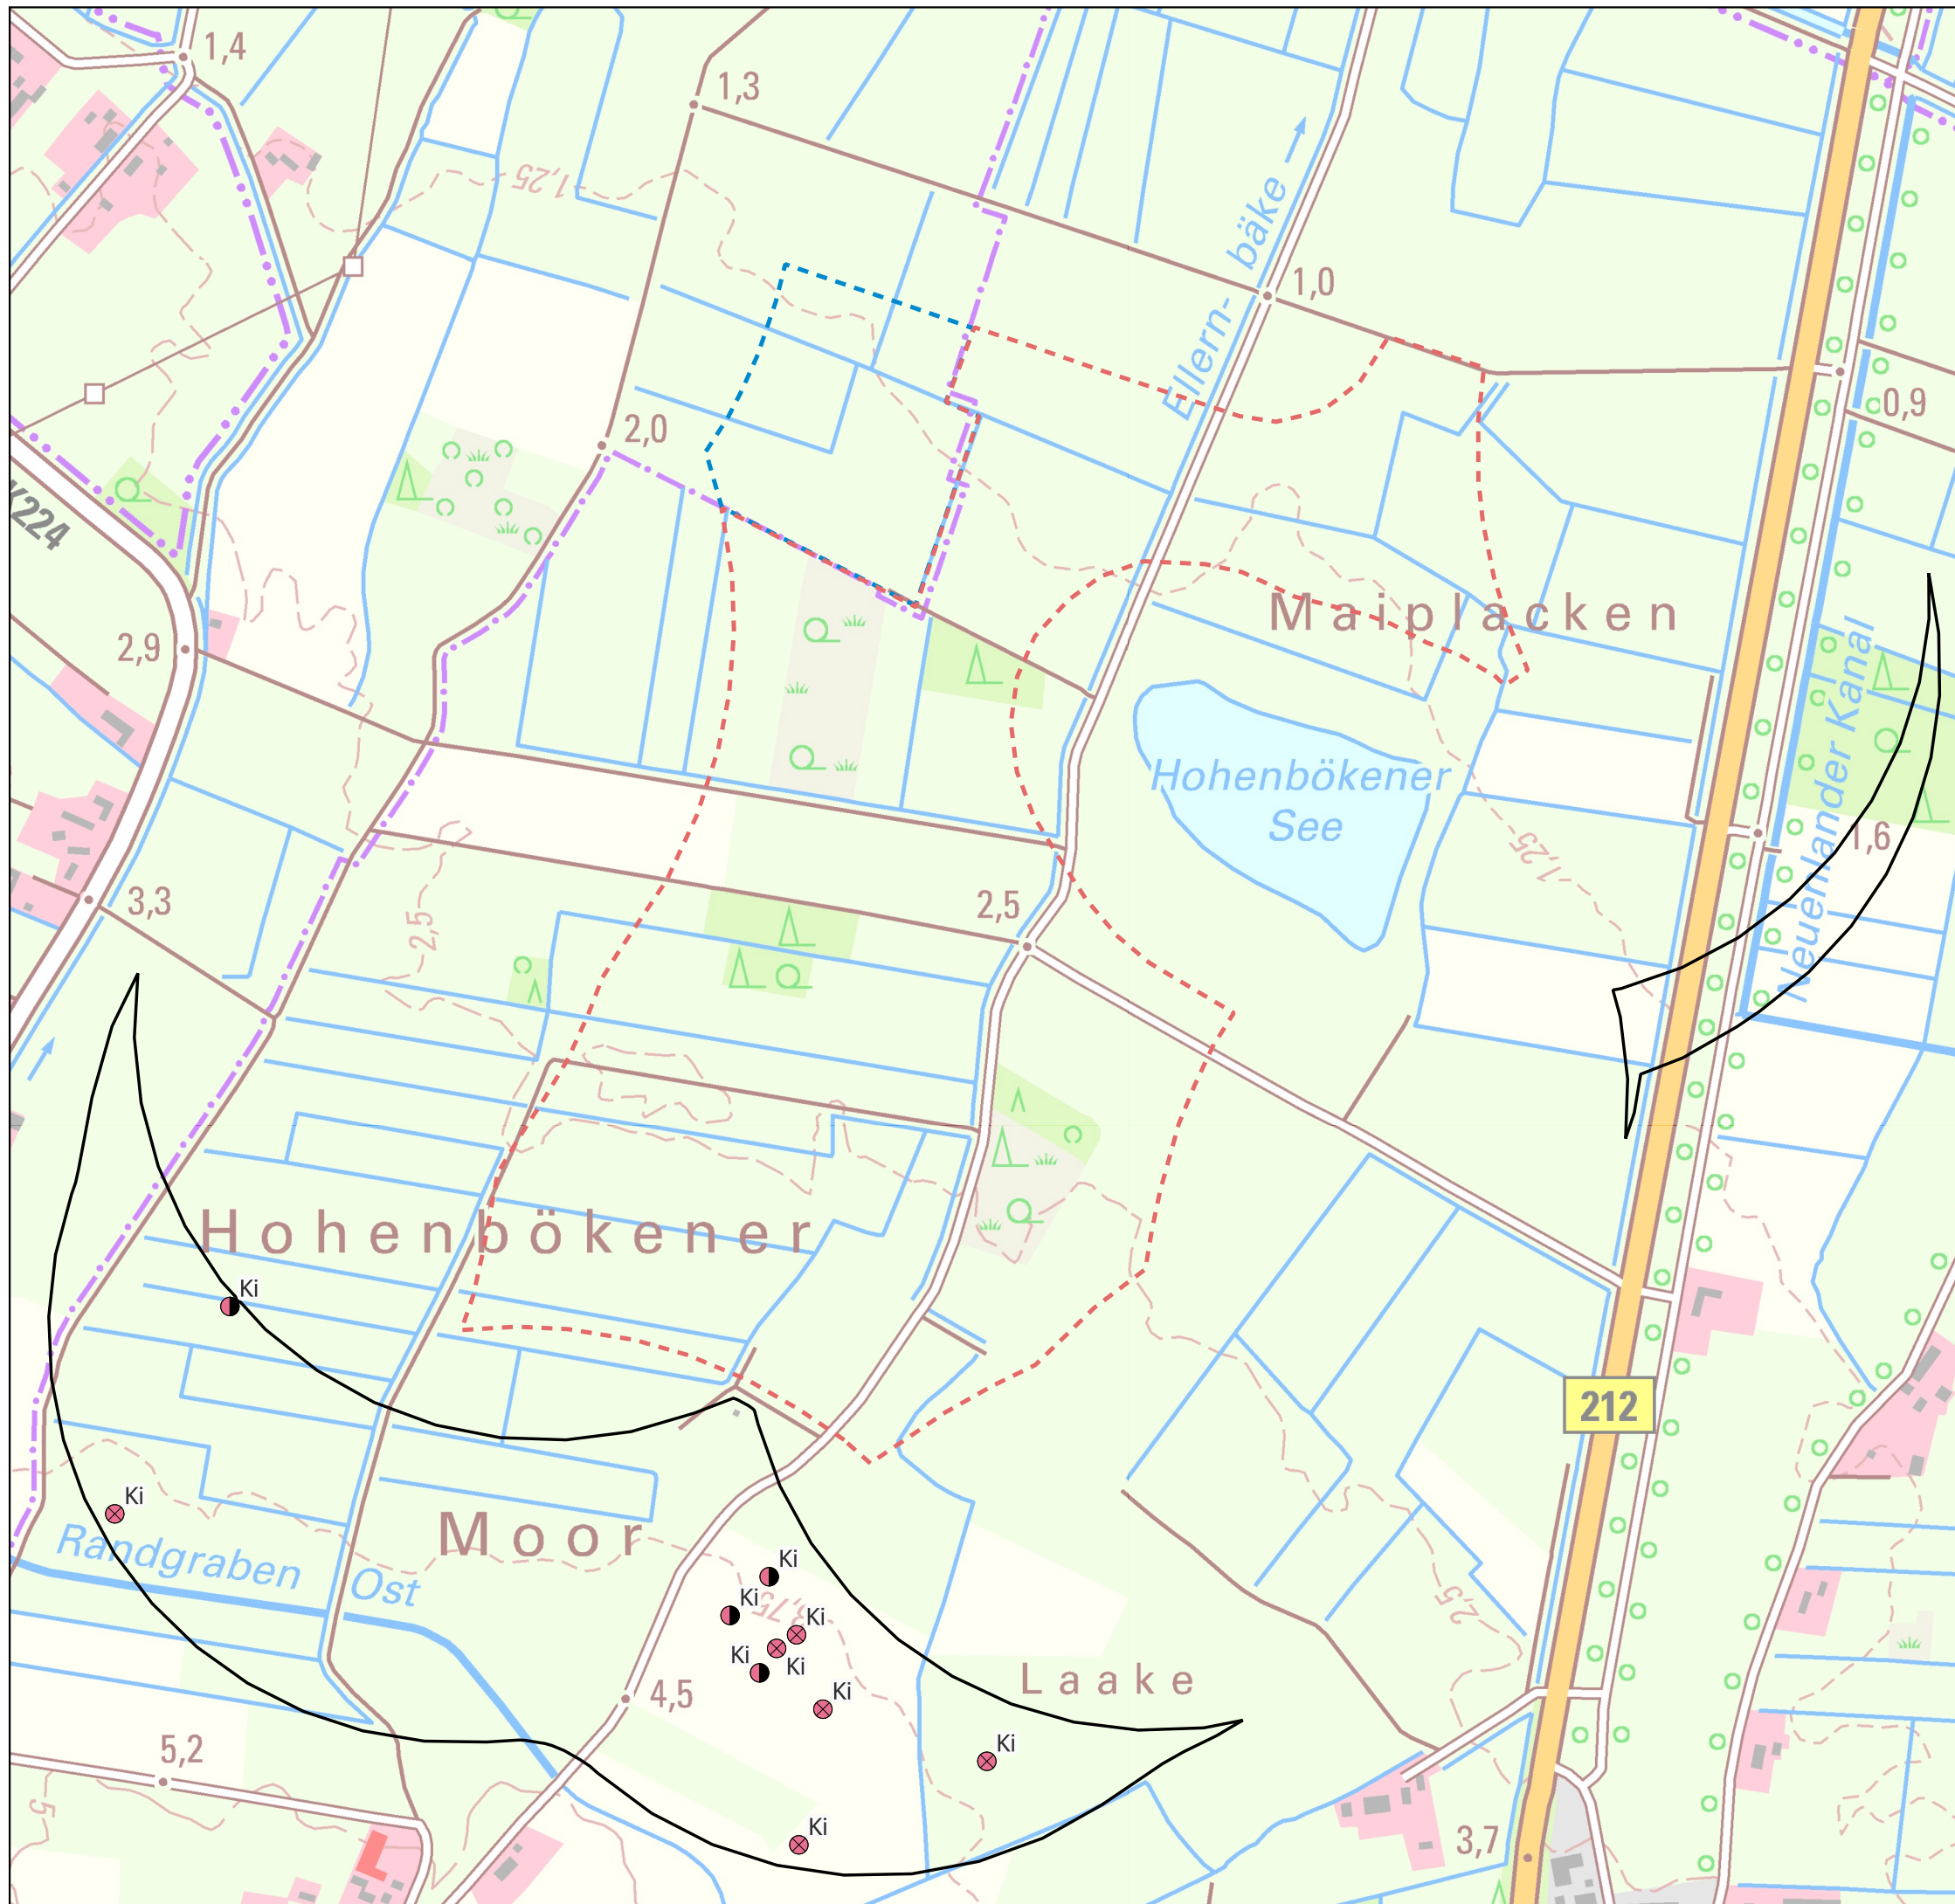 1,4
1,3
1,25
Ellern- bäke
1,0
0,9
2,0
K224
2,9
Maiplacken
Hohenbökener
See
Neuenlander Kanal
1,25
1,6
3,3
2,5
2,5
Hohenbökener
Ki
212
Ki
Moor
Randgraben
Ost
Ki
Ki
3,75
Ki
Ki
Ki
2,5
Laake
4,5
Ki
5,2
Ki
5
Ki
3,7